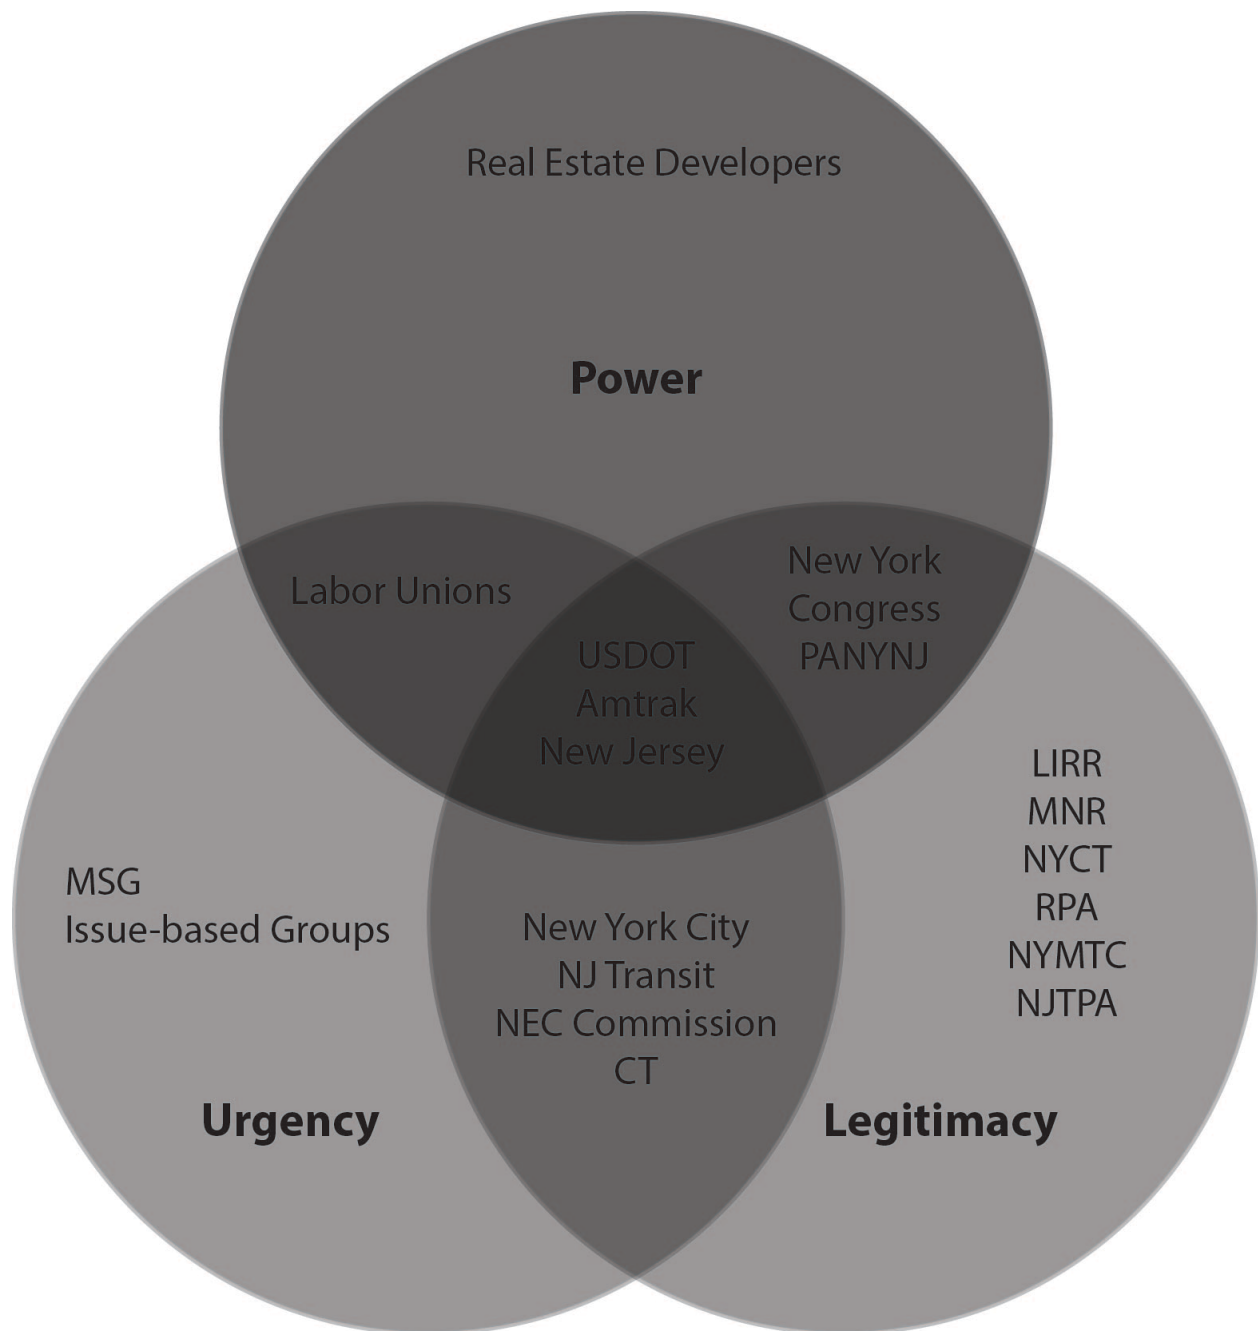 Real Estate Developers
Power
Labor Unions
New York
Congress
PANYNJ
USDOT
Amtrak
New Jersey
LIRR
MNR
NYCT
RPA
NYMTC
NJTPA
MSG
Issue-based Groups
New York City
NJ Transit
NEC Commission
CT
Urgency
Legitimacy